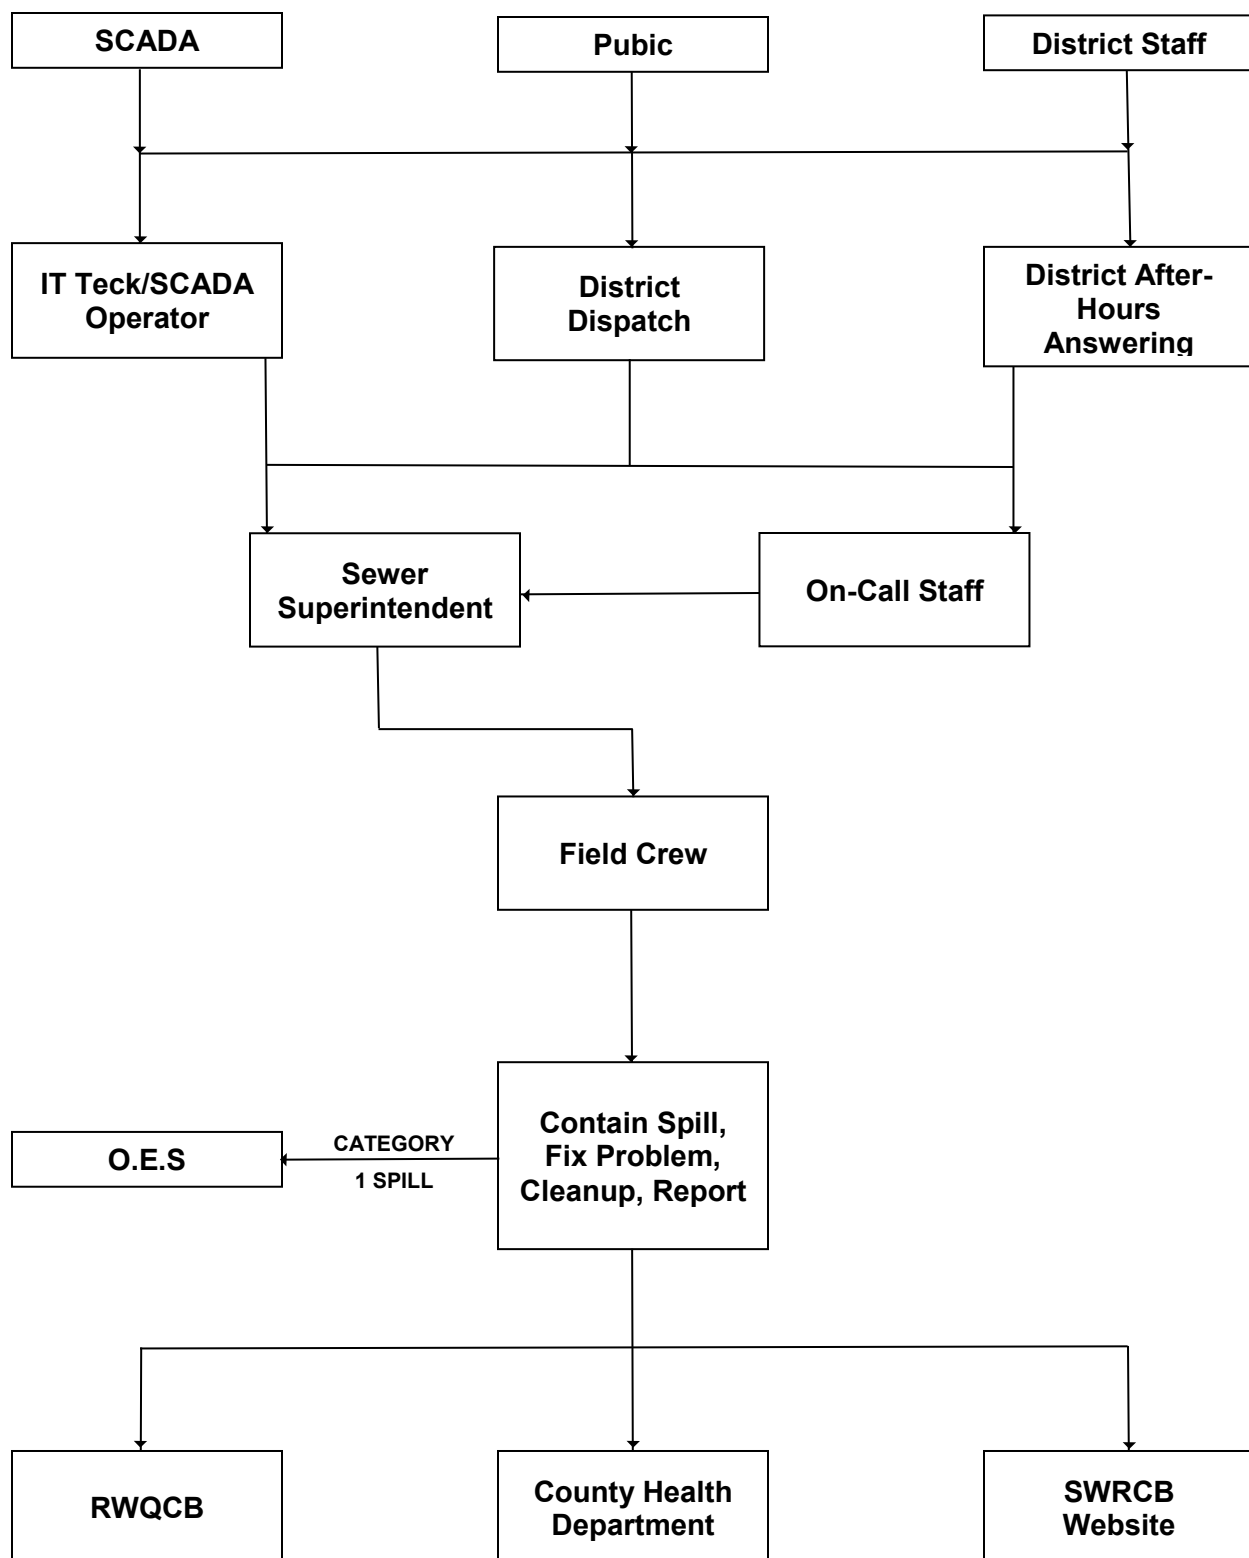 SCADA
Pubic
District Staff
IT Teck/SCADA
Operator
District
Dispatch
District After-
Hours
Answering
Sewer
Superintendent
On-Call Staff
Field Crew
Contain Spill,
Fix Problem,
Cleanup, Report
O.E.S
CATEGORY
1 SPILL
RWQCB
County Health
Department
SWRCB
Website